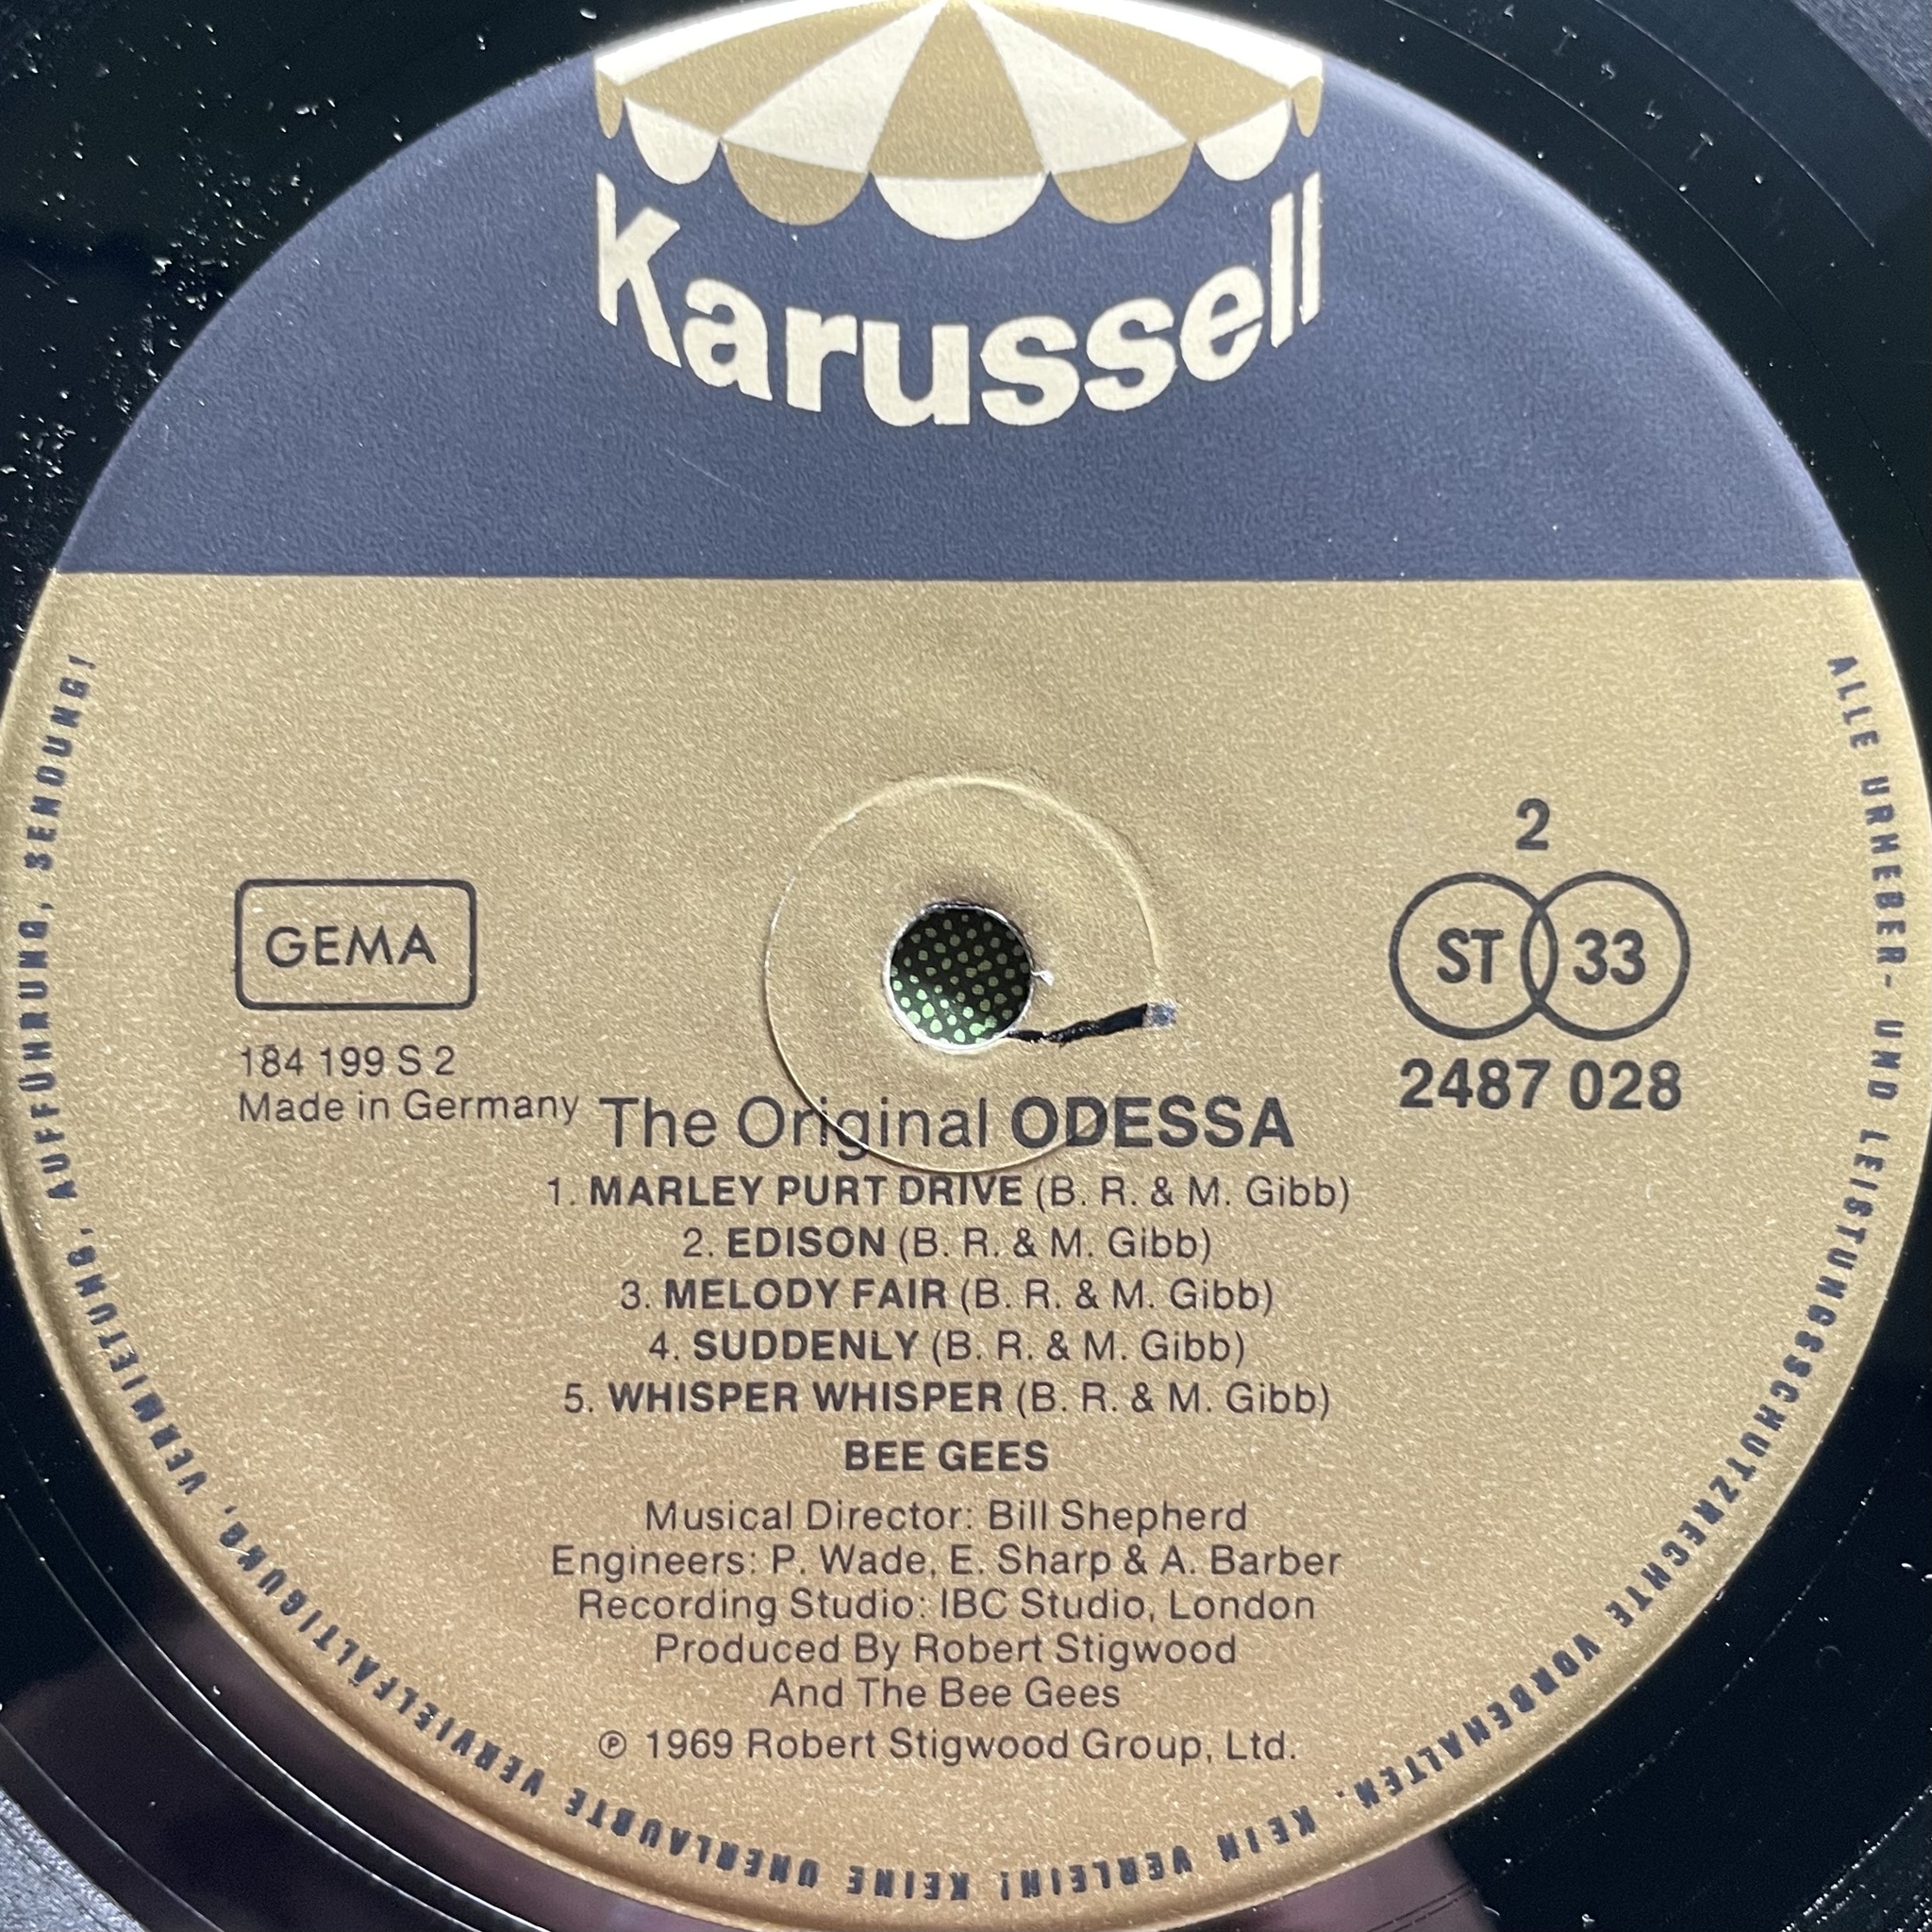 Karussell
GEMA
184 199 S 2
Made in Germany
2
ST 33
2487 028
The Original ODESSA
1. MARLEY PURT DRIVE (B. R. & M. Gibb)
2. EDISON (B. R. & M. Gibb)
3. MELODY FAIR (B. R. & M. Gibb)
4. SUDDENLY (B. R. & M. Gibb)
5. WHISPER WHISPER (B. R. & M. Gibb)
BEE GEES
Musical Director: Bill Shepherd
Engineers: P. Wade, E. Sharp & A. Barber
Recording Studio: IBC Studio, London
Produced By Robert Stigwood
And The Bee Gees
℗ 1969 Robert Stigwood Group, Ltd.
ALLE URHEBER- UND LEISTUNGSSCHUTZRECHTE VORBEHALTEN. KEIN VERLEIH! KEINE UNERLAUBTE VERVIELFÄLTIGUNG, VERMIETUNG, AUFFÜHRUNG, SENDUNG!